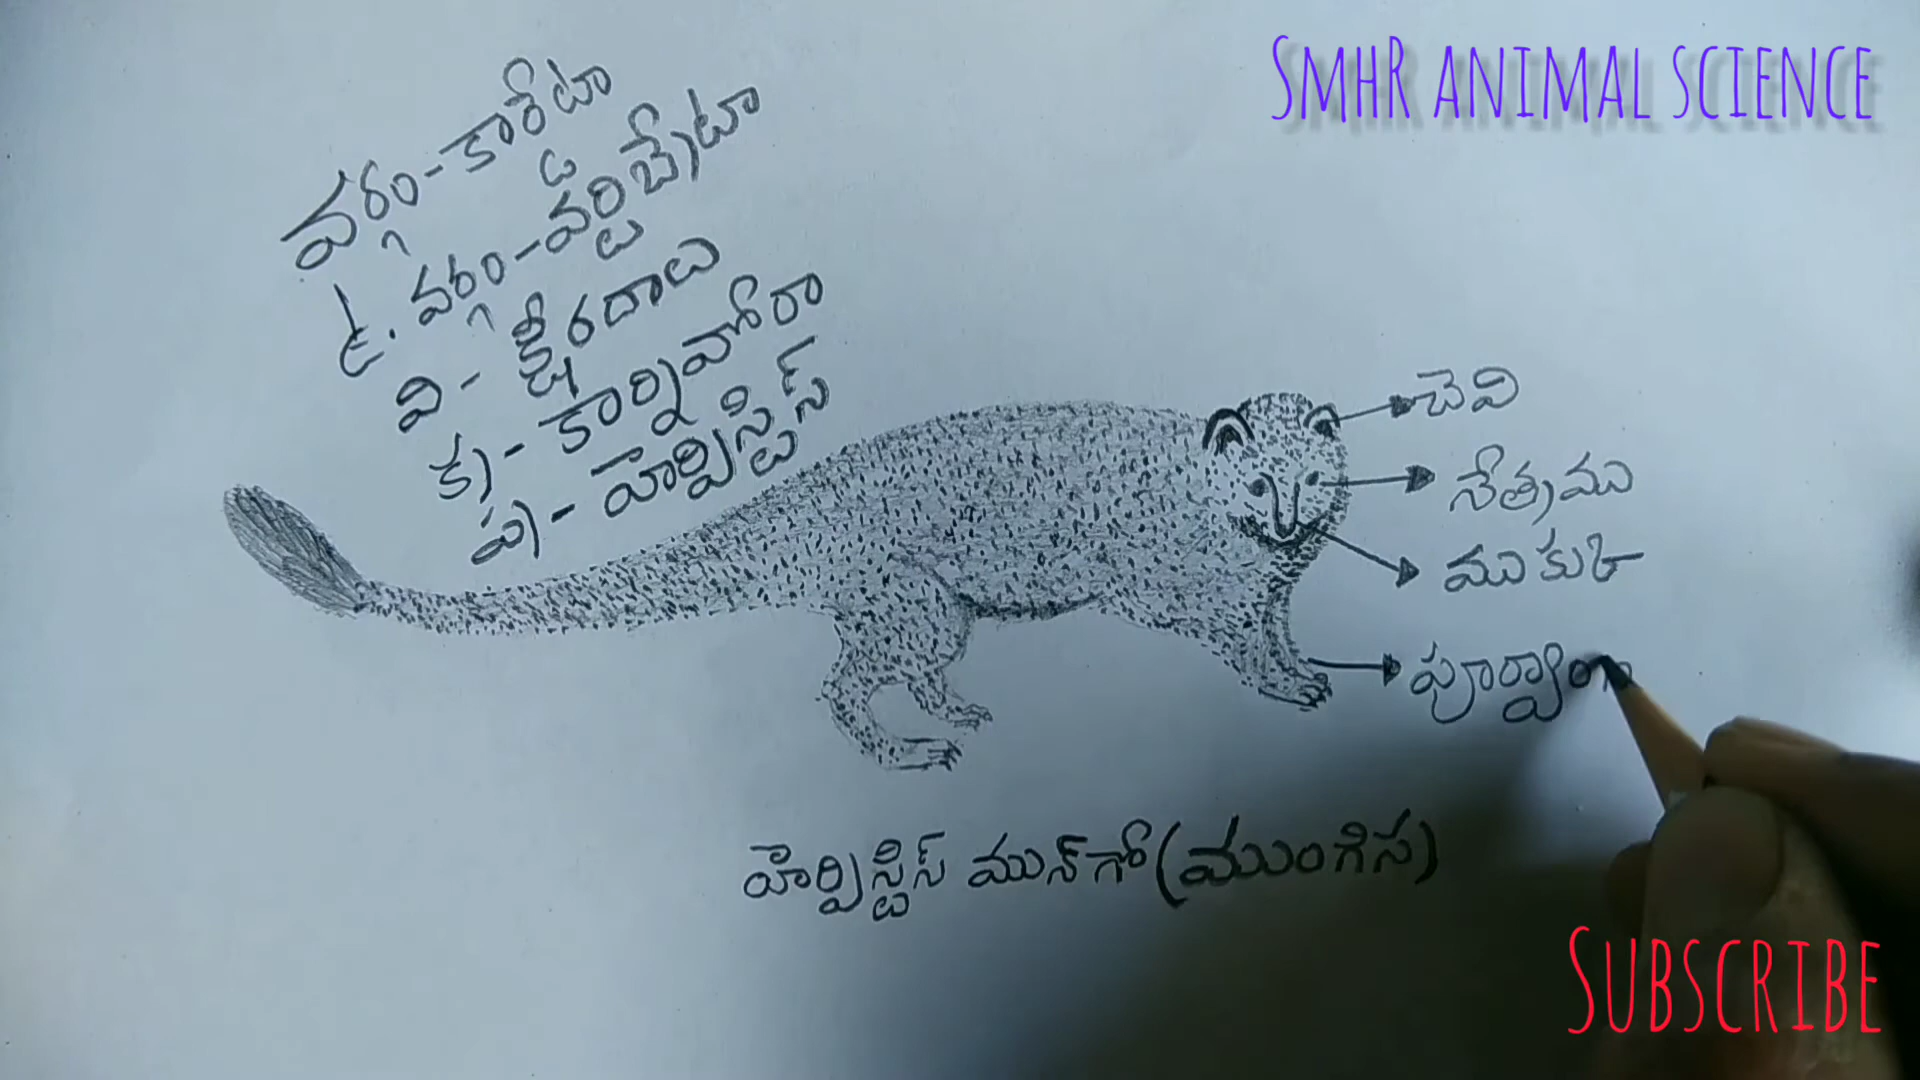 SMHR ANIMAL SCIENCE
వర్గం - కార్డేటా
ఉ. వర్గం - వర్టిబ్రేటా
వి - క్షీరదాలు
క్ర - కార్నివోరా
ప్ర - హెర్పిస్టిస్
చెవి
నేత్రము
ముకుకు
పూర్వాంగ
హెర్పిస్టిస్ మున్‌గో (ముంగిస)
SUBSCRIBE